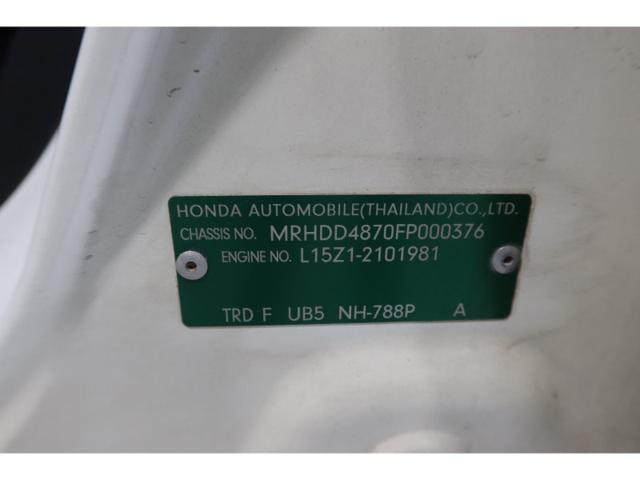 HONDA AUTOMOBILE(THAILAND)CO.,LTD.
CHASSIS NO. MRHDD4870FP000376
ENGINE NO. L15Z1-2101981
TRD F UB5 NH-788P A